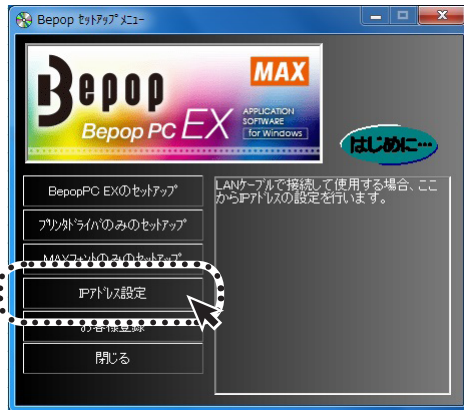 Bepop ｾｯﾄｱｯﾌﾟﾒﾆｭｰ
Bepop
MAX
Bepop PC EX
APPLICATION
SOFTWARE
for Windows
はじめに…
BepopPC EXのｾｯﾄｱｯﾌﾟ
ﾌﾟﾘﾝﾀﾄﾞﾗｲﾊﾞのみのｾｯﾄｱｯﾌﾟ
MAXﾌｫﾝﾄのみのｾｯﾄｱｯﾌﾟ
IPｱﾄﾞﾚｽ設定
お客様登録
閉じる
LANｹｰﾌﾞﾙで接続して使用する場合、ここ
からIPｱﾄﾞﾚｽの設定を行います。